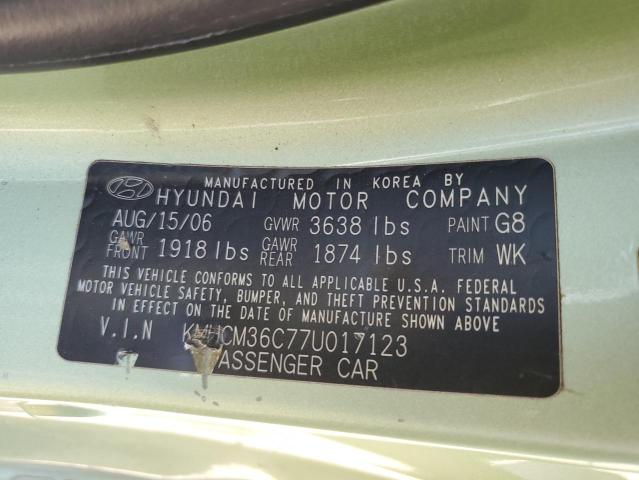 MANUFACTURED IN KOREA BY
HYUNDAI MOTOR COMPANY
AUG/15/06 GVWR 3638 lbs PAINT G8
GAWR FRONT 1918 lbs GAWR REAR 1874 lbs TRIM WK
THIS VEHICLE CONFORMS TO ALL APPLICABLE U.S.A. FEDERAL
MOTOR VEHICLE SAFETY, BUMPER, AND THEFT PREVENTION STANDARDS
IN EFFECT ON THE DATE OF MANUFACTURE SHOWN ABOVE
V.I.N KMHCM36C77U017123
PASSENGER CAR